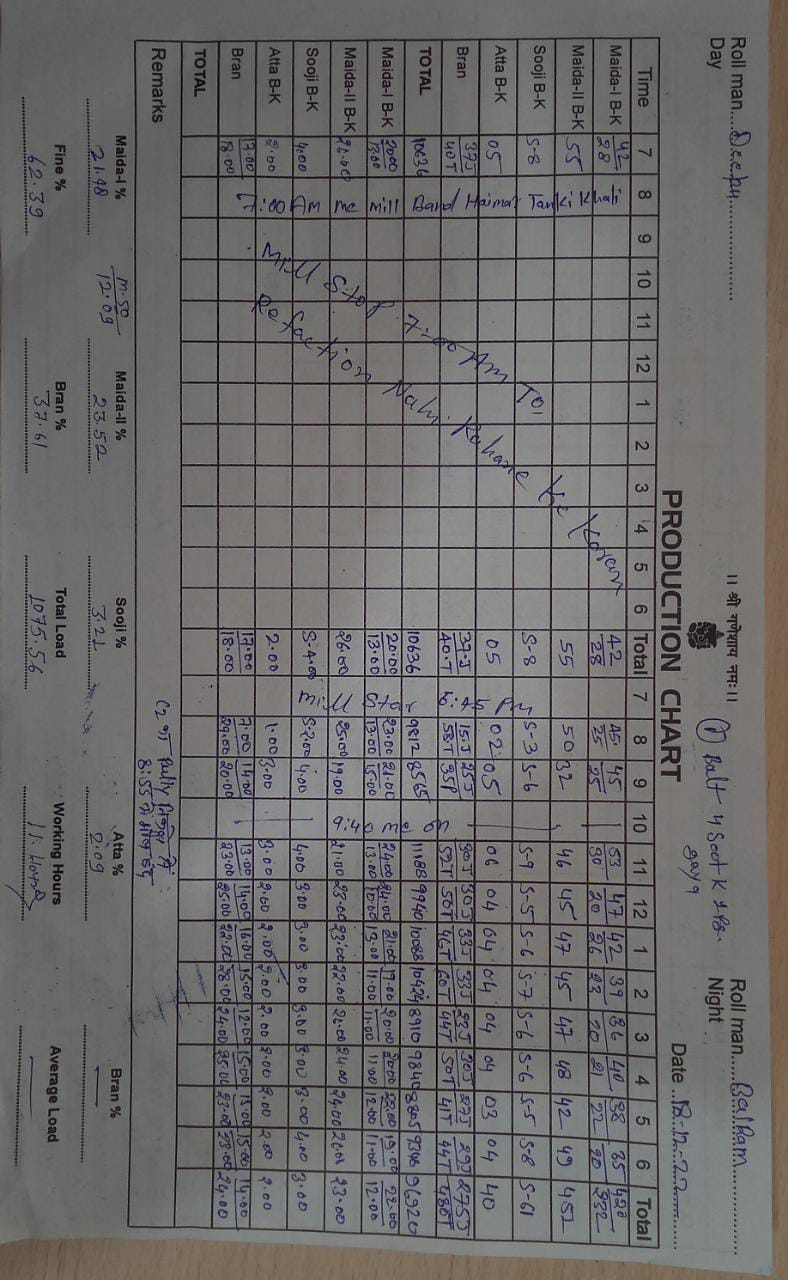 Roll man....Deepu
Day
।। श्री गणेशाय नमः।।
① Balt 4 Soot K 2 Pg.
gaya
Roll man....Balram
Night
Date ..18-12-22
PRODUCTION CHART
Time 7 8 9 10 11 12 1 2 3 4 5 6 Total 7 8 9 10 11 12 1 2 3 4 5 6 Total
Maida-I B-K 42/28 42/28 45/25 45/25 53/30 47/20 42/26 39/23 36/20 40/21 38/22 35/20 420/232
Maida-II B-K 55 55 50 32 46 45 47 45 47 48 42 49 451
Sooji B-K S-8 S-8 S-3 S-6 S-9 S-5 S-6 S-7 S-6 S-6 S-5 S-8 S-61
Atta B-K 05 05 02 05 06 04 04 04 04 04 03 04 40
Bran 37J/40T 37J/40T 15J/58T 25J/35P 30J/52T 30J/50T 33J/46T 33J/60T 23J/44T 30J/50T 27J/41T 29J/44T 275J/480T
TOTAL 10636 10636 9812 8565 11188 9940 10088 10424 8910 9840 8805 9348 96920
Maida-I B-K 20.00/13.00 20.00/13.00 23.00/13.00 21.00/15.00 24.00/13.00 24.00/10.00 21.00/13.00 19.00/11.00 20.00/11.00 20.00/11.00 22.00/12.00 19.00/11.00 22.00/12.00
Maida-II B-K 26.00 26.00 25.00 19.00 21.00 23.00 23.00 22.00 26.00 24.00 24.00 26.00 23.00
Sooji B-K 4.00 S-4.00 S-2.00 4.00 4.00 3.00 3.00 3.00 3.00 3.00 3.00 4.00 3.00
Atta B-K 2.00 2.00 1.00 3.00 3.00 2.00 2.00 2.00 2.00 2.00 2.00 2.00 2.00
Bran 17.00/18.00 17.00/18.00 7.00/29.00 14.00/20.00 13.00/23.00 14.00/25.00 16.00/22.00 15.00/28.00 12.00/24.00 15.00/25.00 15.00/23.00 15.00/23.00 14.00/24.00
TOTAL
7:00 AM me mill Band Haimal Tanki Khali
Mill Stop 7:00 AM To
Refaction Nahi Rahane Ke Karan
Mill Star 6:45 PM
9:40 me on
Remarks
C2 का Pully निकलने से
8:55 में मील बंद
Maida-I %
21.48
M-50
12.09
Maida-II %
23.52
Sooji %
3.21
Atta %
2.09
Bran %
Fine %
62.39
Bran %
37.61
Total Load
1075.56
Working Hours
11. Hours
Average Load